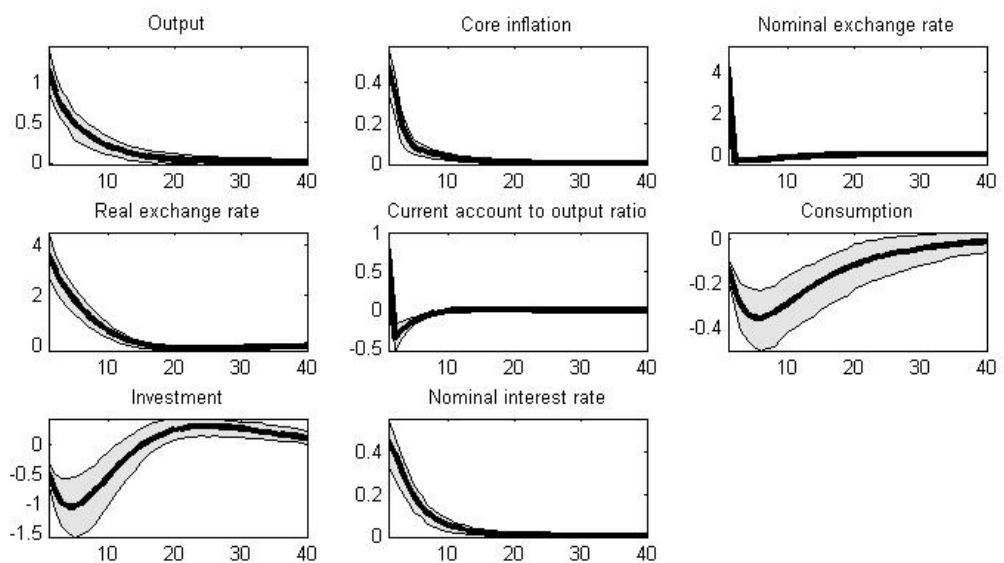 Output
1
0.5
0
10 20 30 40
Core inflation
0.4
0.2
0
10 20 30 40
Nominal exchange rate
4
2
0
10 20 30 40
Real exchange rate
4
2
0
10 20 30 40
Current account to output ratio
1
0.5
0
-0.5
10 20 30 40
Consumption
0
-0.2
-0.4
10 20 30 40
Investment
0
-0.5
-1
-1.5
10 20 30 40
Nominal interest rate
0.4
0.2
0
10 20 30 40